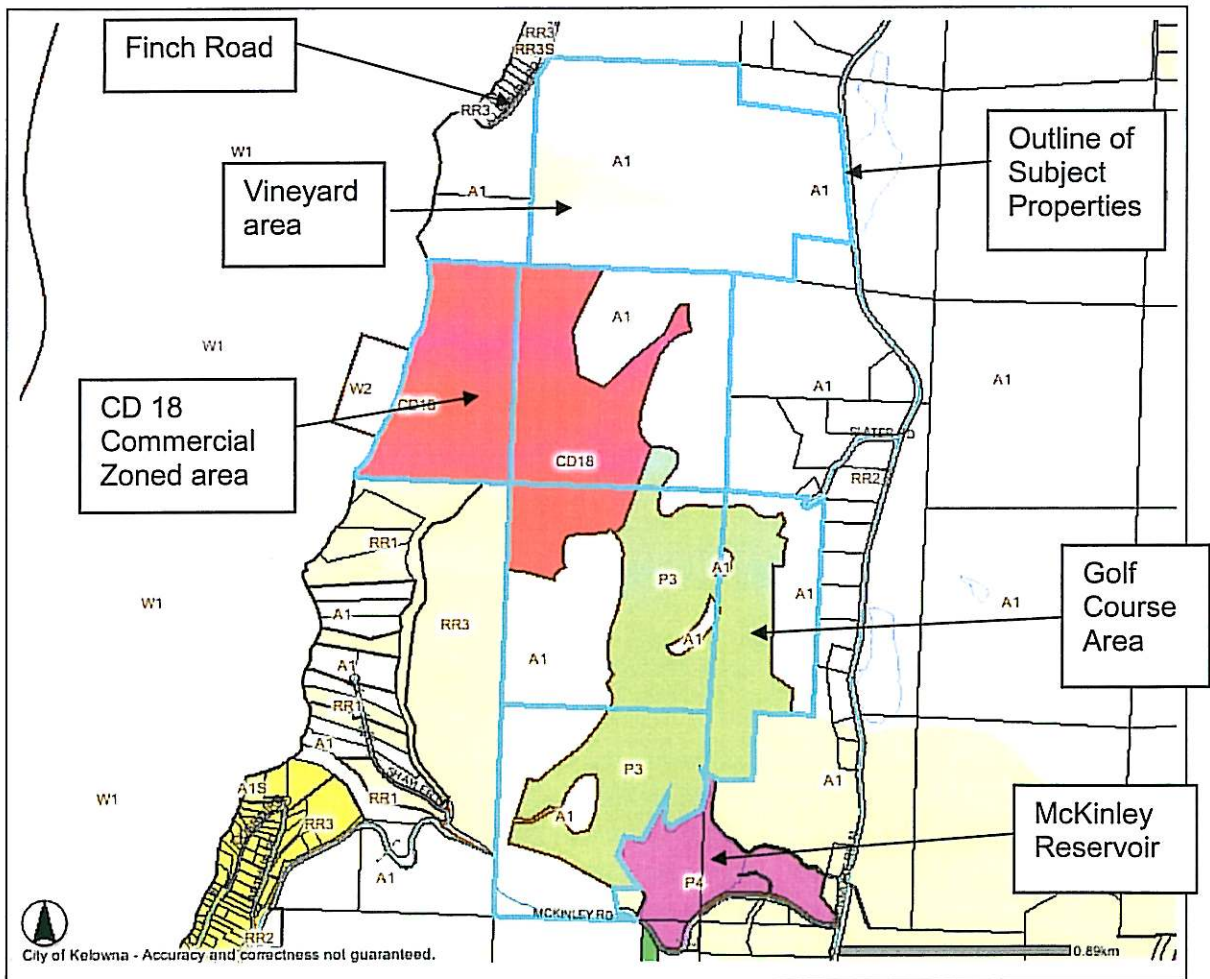 Finch Road
RR3
RR3S
RR3
W1
A1
A1
A1
Vineyard
area
Outline of
Subject
Properties
W1
A1
A1
A1
W2
CD18
CD18
CD 18
Commercial
Zoned area
SLATER RD
RR2
RR1
P3
A1
A1
A1
W1
A1
RR3
A1
A1
Golf
Course
Area
A1
RR1
A1
P3
A1
A1S
RR1
RR3
W1
A1
A1
McKinley
Reservoir
P4
MCKINLEY RD
RR2
City of Kelowna - Accuracy and correctness not guaranteed.
0.89km